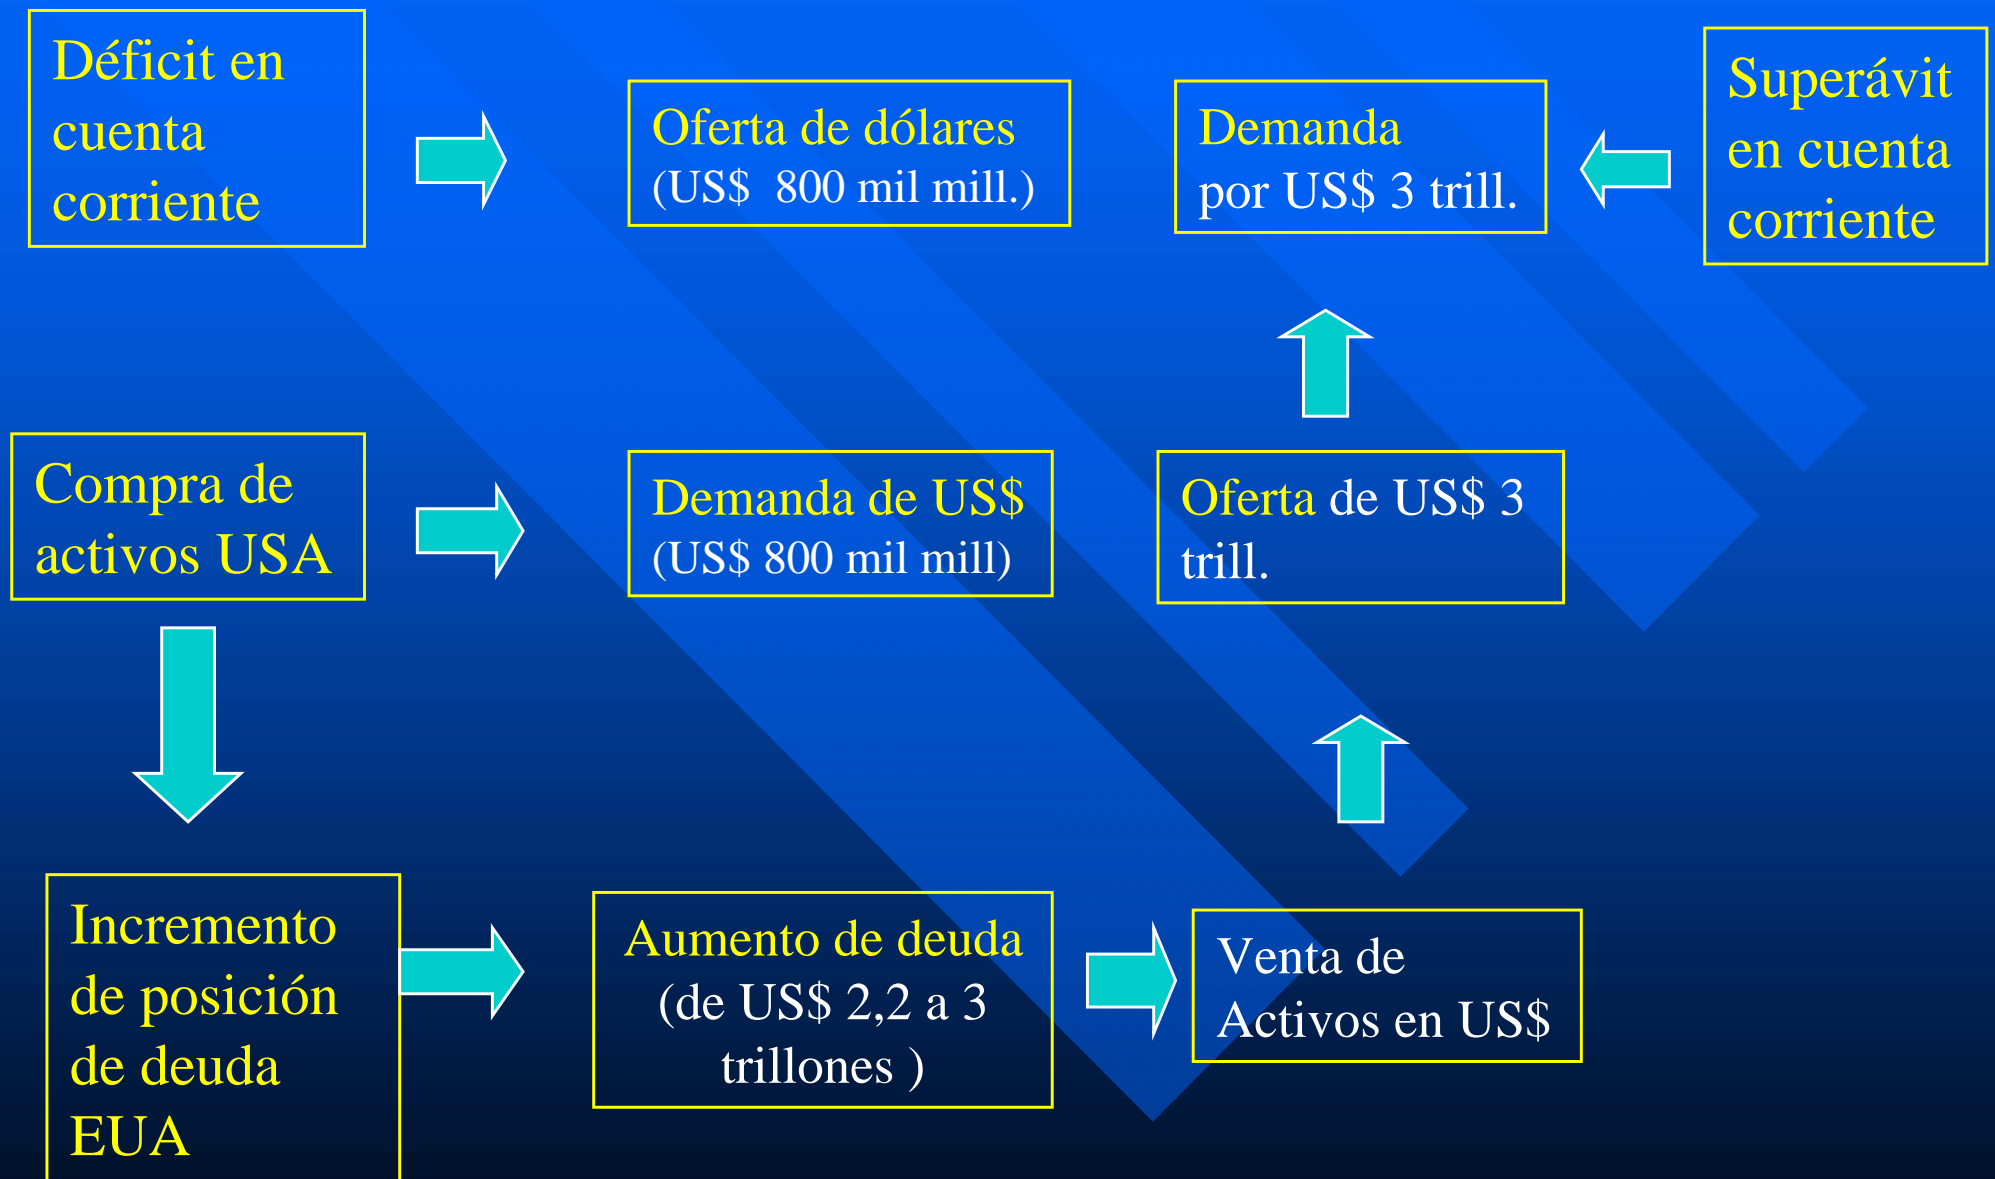 Déficit en
cuenta
corriente
Oferta de dólares
(US$ 800 mil mill.)
Demanda
por US$ 3 trill.
Superávit
en cuenta
corriente
Compra de
activos USA
Demanda de US$
(US$ 800 mil mill)
Oferta de US$ 3
trill.
Incremento
de posición
de deuda
EUA
Aumento de deuda
(de US$ 2,2 a 3
trillones )
Venta de
Activos en US$